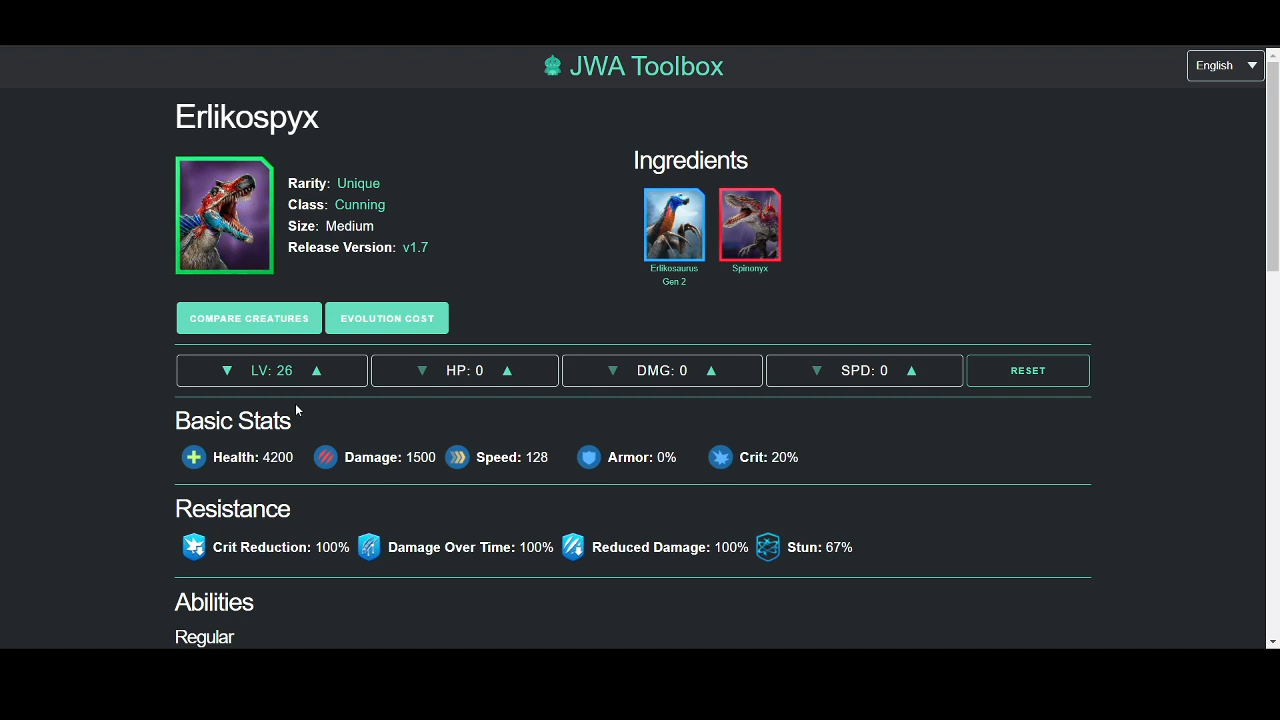 JWA Toolbox
English
Erlikospyx
Rarity: Unique
Class: Cunning
Size: Medium
Release Version: v1.7
Ingredients
Erlikosaurus
Gen 2
Spinonyx
COMPARE CREATURES
EVOLUTION COST
LV: 26
HP: 0
DMG: 0
SPD: 0
RESET
Basic Stats
Health: 4200 Damage: 1500 Speed: 128 Armor: 0% Crit: 20%
Resistance
Crit Reduction: 100% Damage Over Time: 100% Reduced Damage: 100% Stun: 67%
Abilities
Regular